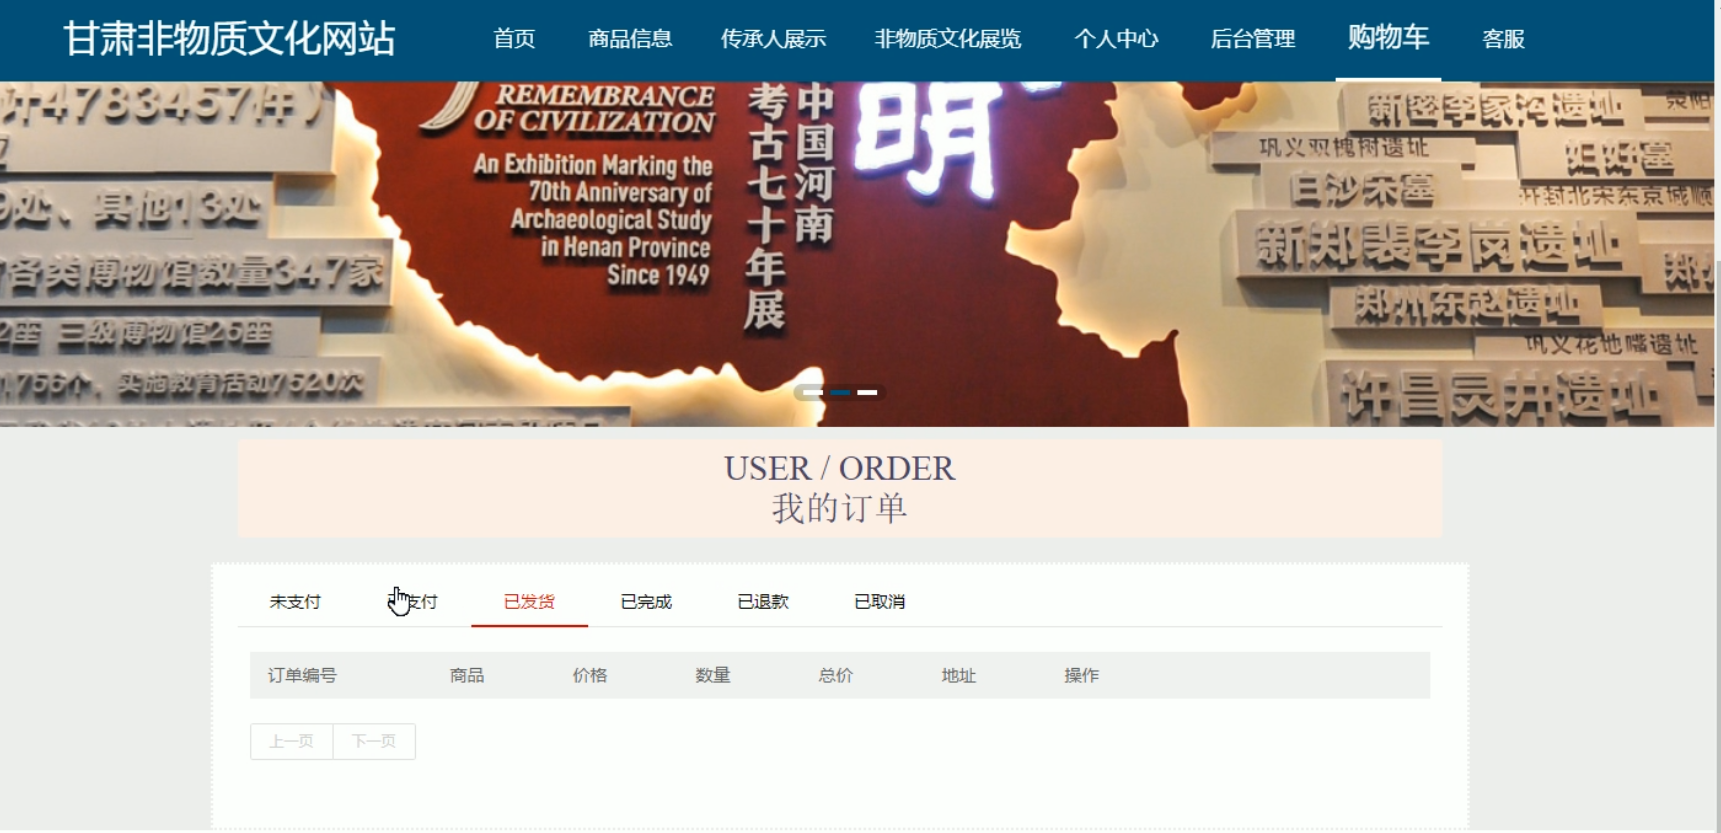 甘肃非物质文化网站
首页 商品信息 传承人展示 非物质文化展览 个人中心 后台管理 购物车 客服
计4783457件）
7
处、其他13处
各类博物馆数量347家
2座 三级博物馆26座
1756个，实施教育活动7520次
REMEMBRANCE
OF CIVILIZATION
An Exhibition Marking the
70th Anniversary of
Archaeological Study
in Henan Province
Since 1949
中国河南
考古七十年展
明
新密李家沟遗址
荥阳
巩义双槐树遗址
妇好墓
白沙宋墓
开封北宋东京城顺
新郑裴李岗遗址
郑州东赵遗址
巩义花地嘴遗址
许昌灵井遗址
USER / ORDER
我的订单
未支付 支付 已发货 已完成 已退款 已取消
订单编号 商品 价格 数量 总价 地址 操作
上一页 下一页